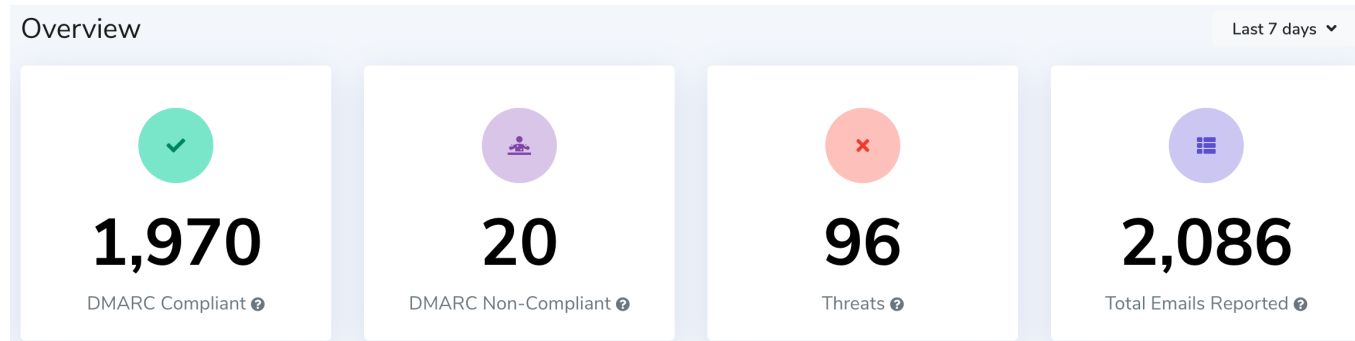 Overview
Last 7 days
1,970
DMARC Compliant
20
DMARC Non-Compliant
96
Threats
2,086
Total Emails Reported